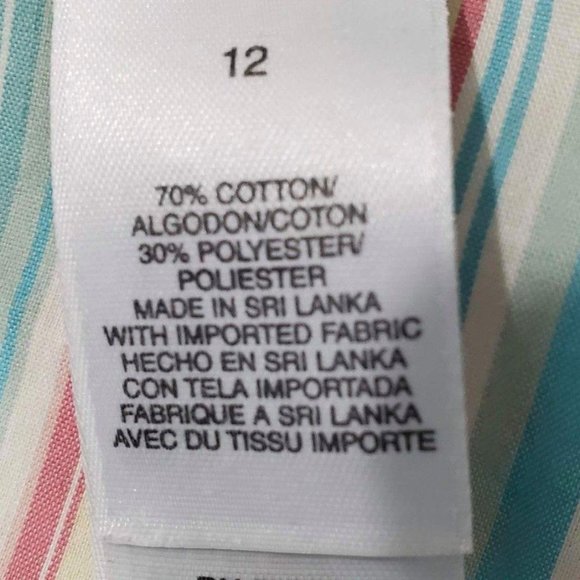 12
70% COTTON/
ALGODON/COTON
30% POLYESTER/
POLIESTER
MADE IN SRI LANKA
WITH IMPORTED FABRIC
HECHO EN SRI LANKA
CON TELA IMPORTADA
FABRIQUE A SRI LANKA
AVEC DU TISSU IMPORTE